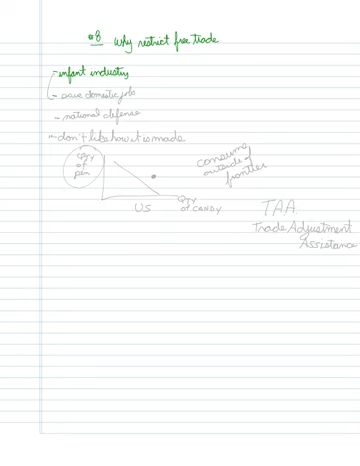 #8 Why restrict free trade
- infant industry
- save domestic jobs
- national defense
- don't like how it is made
QTY
of
pen
consume
outside of
frontier
QTY
of CANDY
US
TAA
Trade Adjustment
Assistance